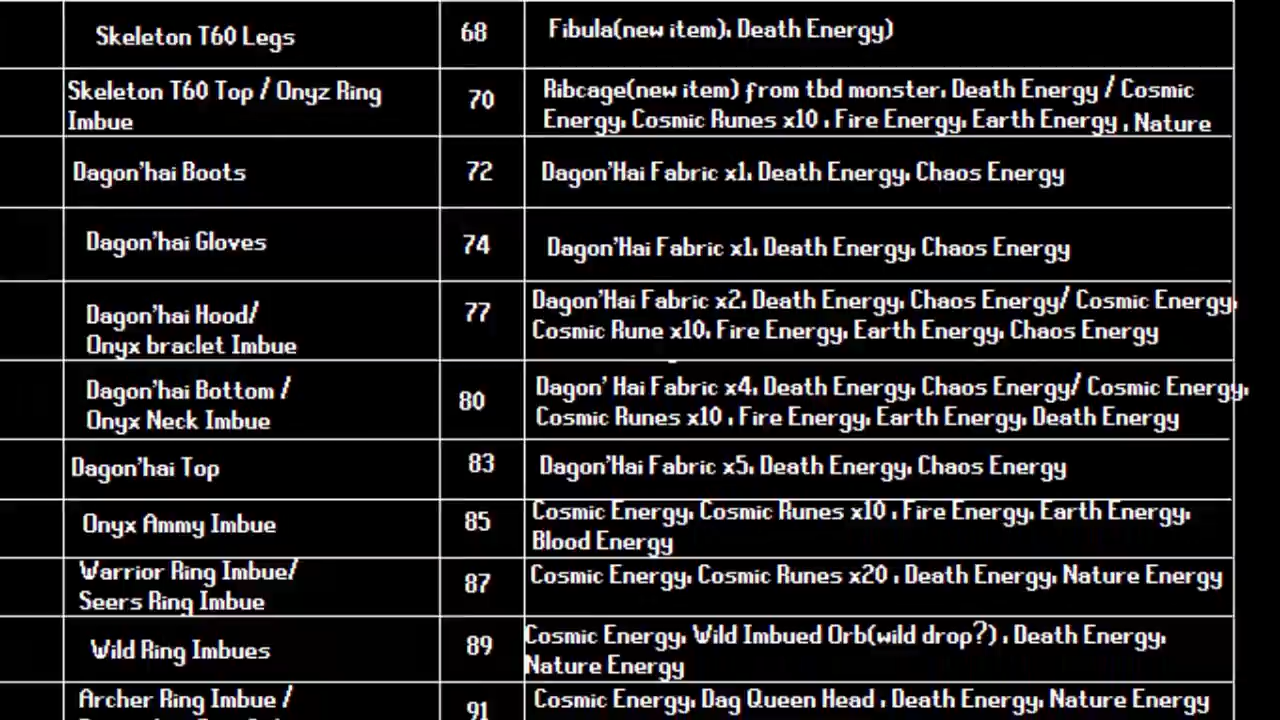 Skeleton T60 Legs
68
Fibula(new item), Death Energy)
Skeleton T60 Top / Onyz Ring
Imbue
70
Ribcage(new item) from tbd monster, Death Energy / Cosmic
Energy, Cosmic Runes x10 , Fire Energy, Earth Energy , Nature
Dagon'hai Boots
72
Dagon'Hai Fabric x1, Death Energy, Chaos Energy
Dagon'hai Gloves
74
Dagon'Hai Fabric x1, Death Energy, Chaos Energy
Dagon'hai Hood/
Onyx braclet Imbue
77
Dagon'Hai Fabric x2, Death Energy, Chaos Energy/ Cosmic Energy,
Cosmic Rune x10, Fire Energy, Earth Energy, Chaos Energy
Dagon'hai Bottom /
Onyx Neck Imbue
80
Dagon' Hai Fabric x4, Death Energy, Chaos Energy/ Cosmic Energy,
Cosmic Runes x10 , Fire Energy, Earth Energy, Death Energy
Dagon'hai Top
83
Dagon'Hai Fabric x5, Death Energy, Chaos Energy
Onyx Ammy Imbue
85
Cosmic Energy, Cosmic Runes x10 , Fire Energy, Earth Energy,
Blood Energy
Warrior Ring Imbue/
Seers Ring Imbue
87
Cosmic Energy, Cosmic Runes x20 , Death Energy, Nature Energy
Wild Ring Imbues
89
Cosmic Energy, Wild Imbued Orb(wild drop?) , Death Energy,
Nature Energy
Archer Ring Imbue /
91
Cosmic Energy, Dag Queen Head , Death Energy, Nature Energy